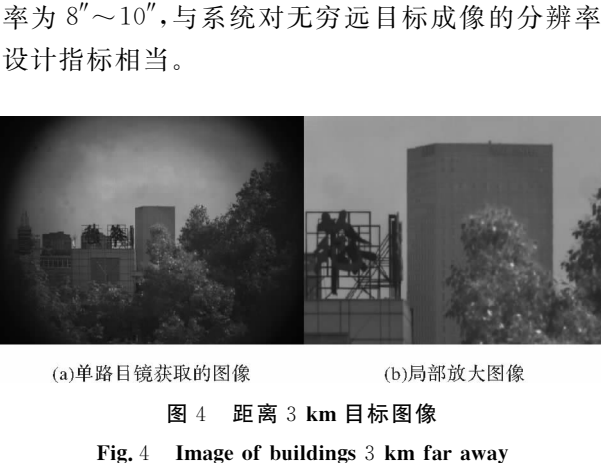 率为 8″～10″,与系统对无穷远目标成像的分辨率
设计指标相当。
(a)单路目镜获取的图像
(b)局部放大图像
图 4 距离 3 km 目标图像
Fig. 4 Image of buildings 3 km far away